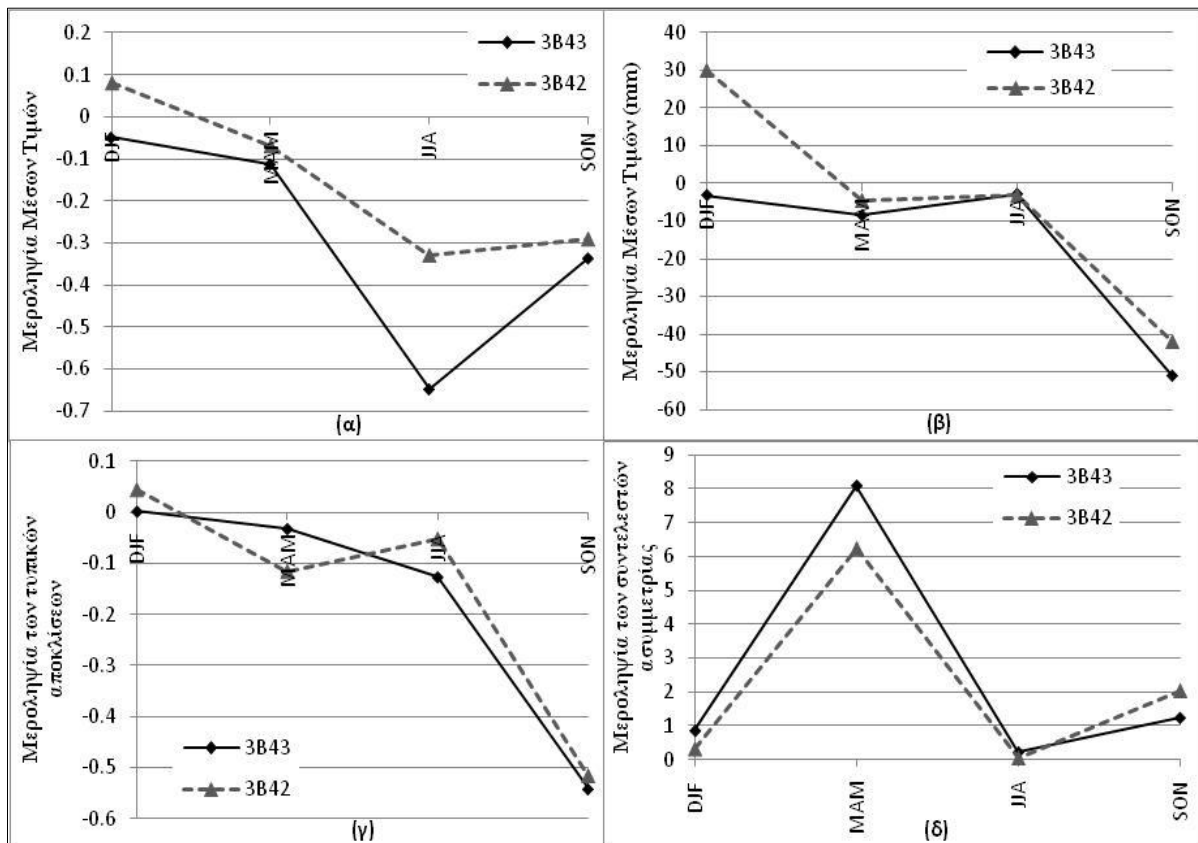 Μεροληψία Μέσων Τιμών
0.2
0.1
0
-0.1
-0.2
-0.3
-0.4
-0.5
-0.6
-0.7
3B43
3B42
DJF
MAM
JJA
SON
(α)
Μεροληψία Μέσων Τιμών (mm)
40
30
20
10
0
-10
-20
-30
-40
-50
-60
3B43
3B42
DJF
MAM
JJA
SON
(β)
Μεροληψία των τυπικών
αποκλίσεων
0.1
0
-0.1
-0.2
-0.3
-0.4
-0.5
-0.6
DJF
MAM
JJA
SON
3B43
3B42
(γ)
Μεροληψία των συντελεστών
ασυμμετρίας
9
8
7
6
5
4
3
2
1
0
3B43
3B42
DJF
MAM
JJA
SON
(δ)